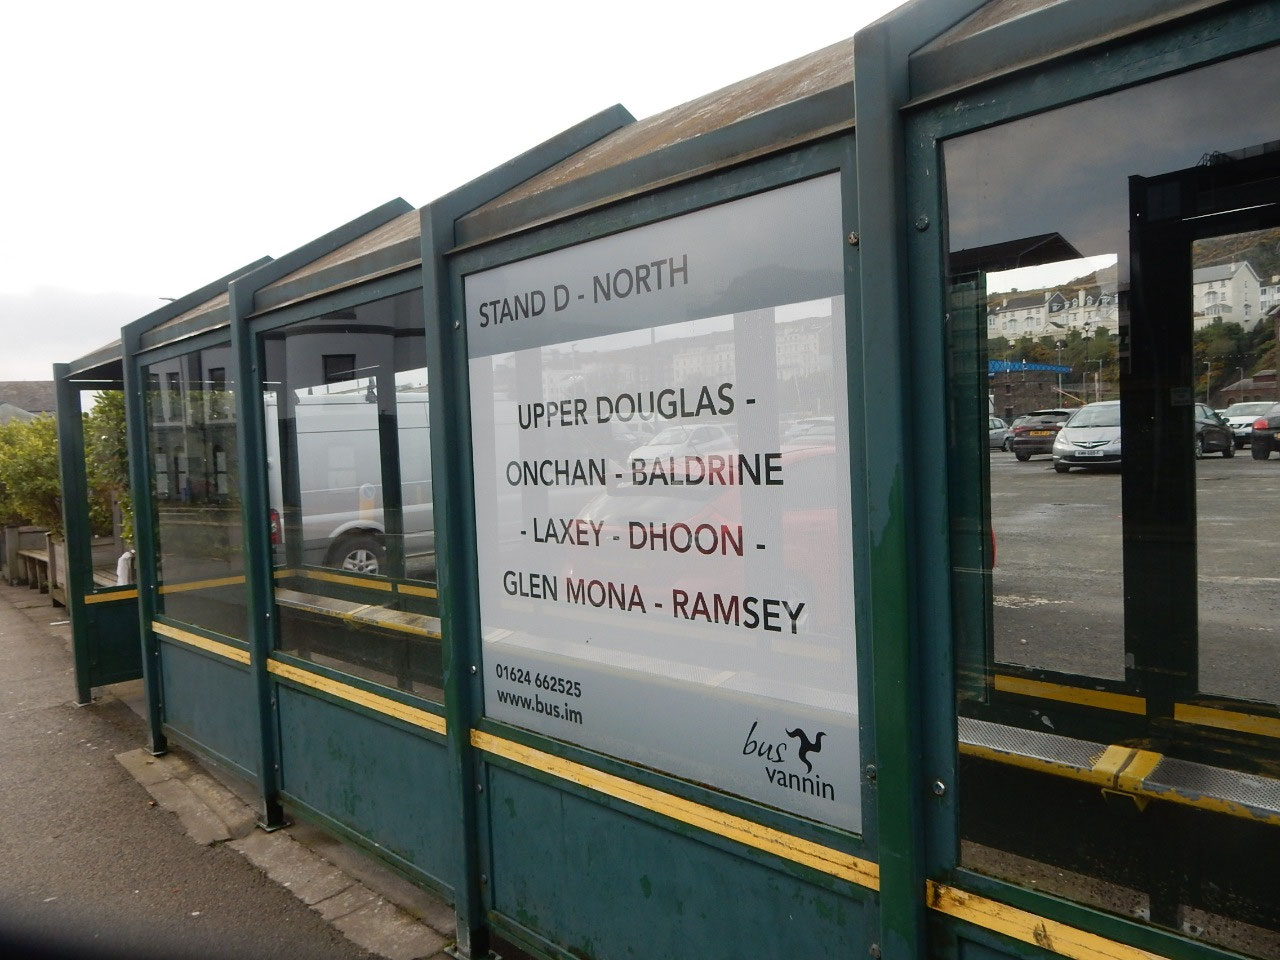 STAND D - NORTH
UPPER DOUGLAS -
ONCHAN - BALDRINE
- LAXEY - DHOON -
GLEN MONA - RAMSEY
01624 662525
www.bus.im
bus
vannin